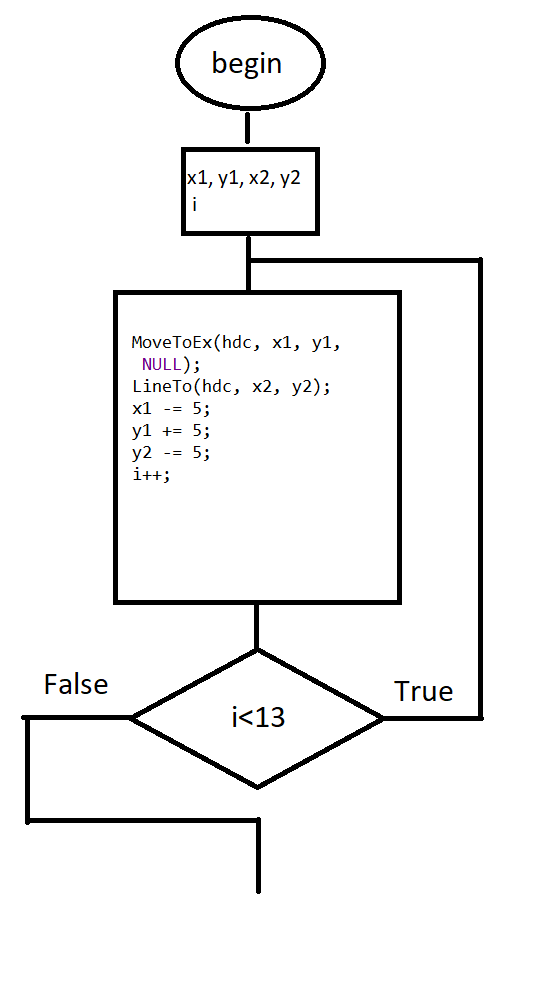 begin
x1, y1, x2, y2
i
MoveToEx(hdc, x1, y1,
NULL);
LineTo(hdc, x2, y2);
x1 -= 5;
y1 += 5;
y2 -= 5;
i++;
False
True
i<13